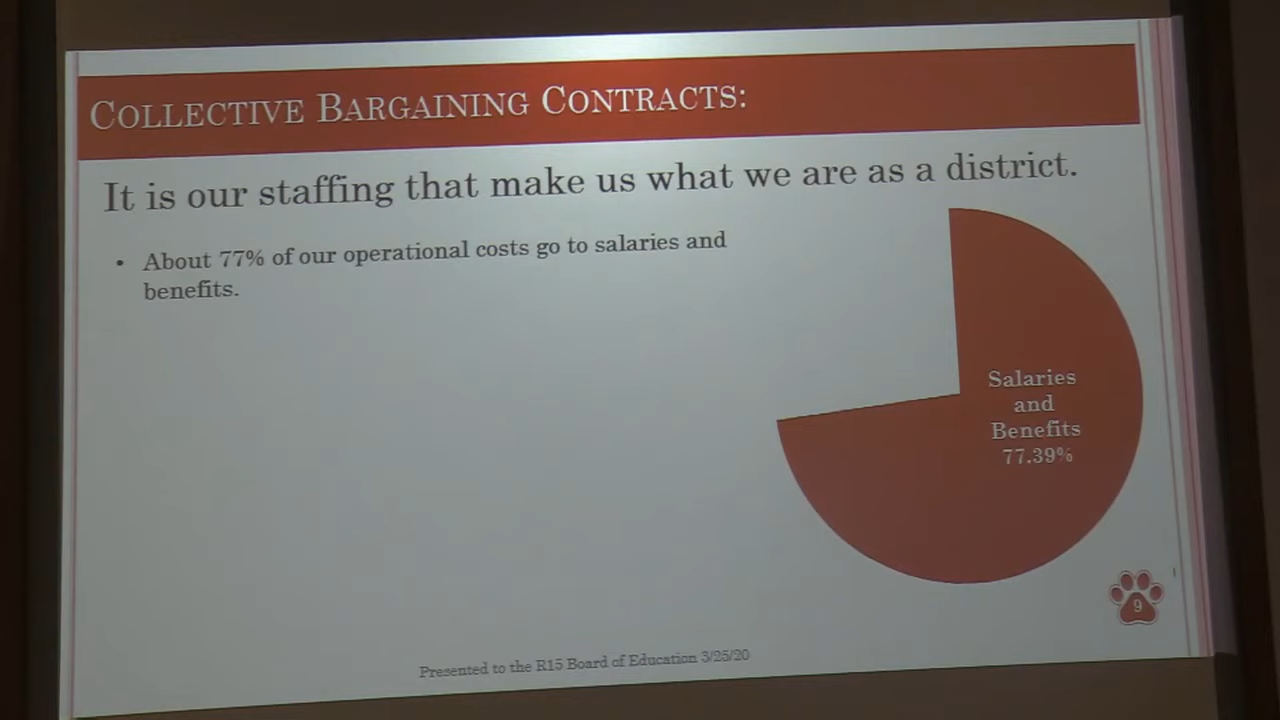 COLLECTIVE BARGAINING CONTRACTS:
It is our staffing that make us what we are as a district.
• About 77% of our operational costs go to salaries and
benefits.
Salaries
and
Benefits
77.39%
9
Presented to the R15 Board of Education 3/25/20